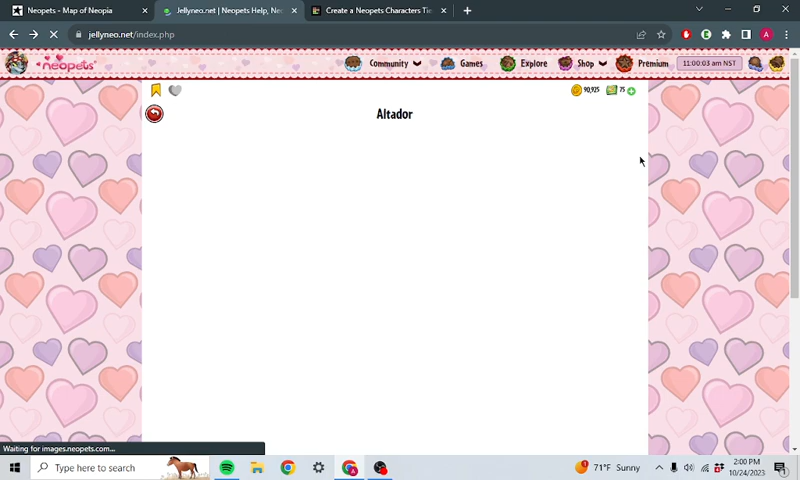 Neopets - Map of Neopia
Jellyneo.net | Neopets Help, Neo
Create a Neopets Characters Tie
jellyneo.net/index.php
A
neopets
Community
Games
Explore
Shop
Premium
11:00:03 am NST
90,925
75
Altador
Waiting for images.neopets.com...
Type here to search
71°F Sunny
2:00 PM
10/24/2023